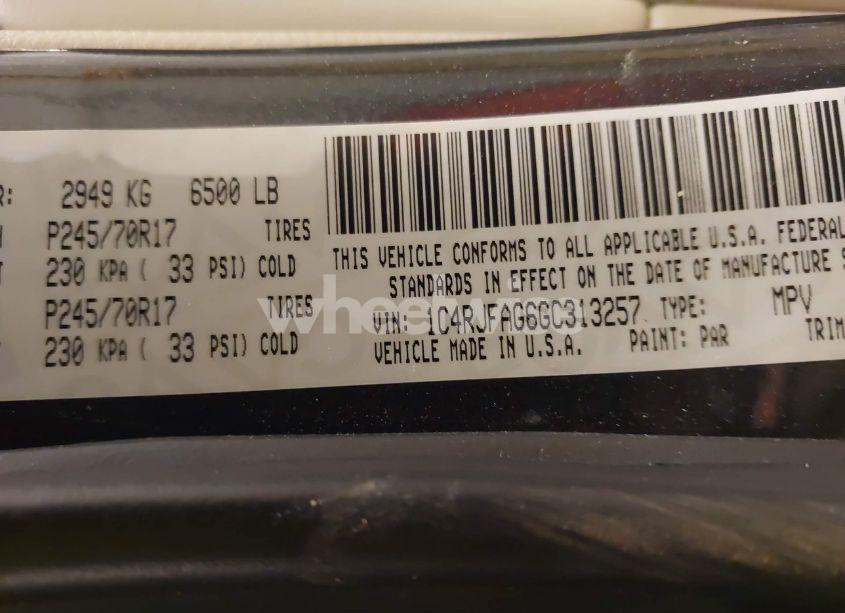 R: 2949 KG 6500 LB
P245/70R17 TIRES
230 KPA ( 33 PSI) COLD
P245/70R17 TIRES
230 KPA ( 33 PSI) COLD
THIS VEHICLE CONFORMS TO ALL APPLICABLE U.S.A. FEDERAL
STANDARDS IN EFFECT ON THE DATE OF MANUFACTURE S
VIN: 1C4RJFAG6GC313257 TYPE: MPV
VEHICLE MADE IN U.S.A. PAINT: PAR TRIM